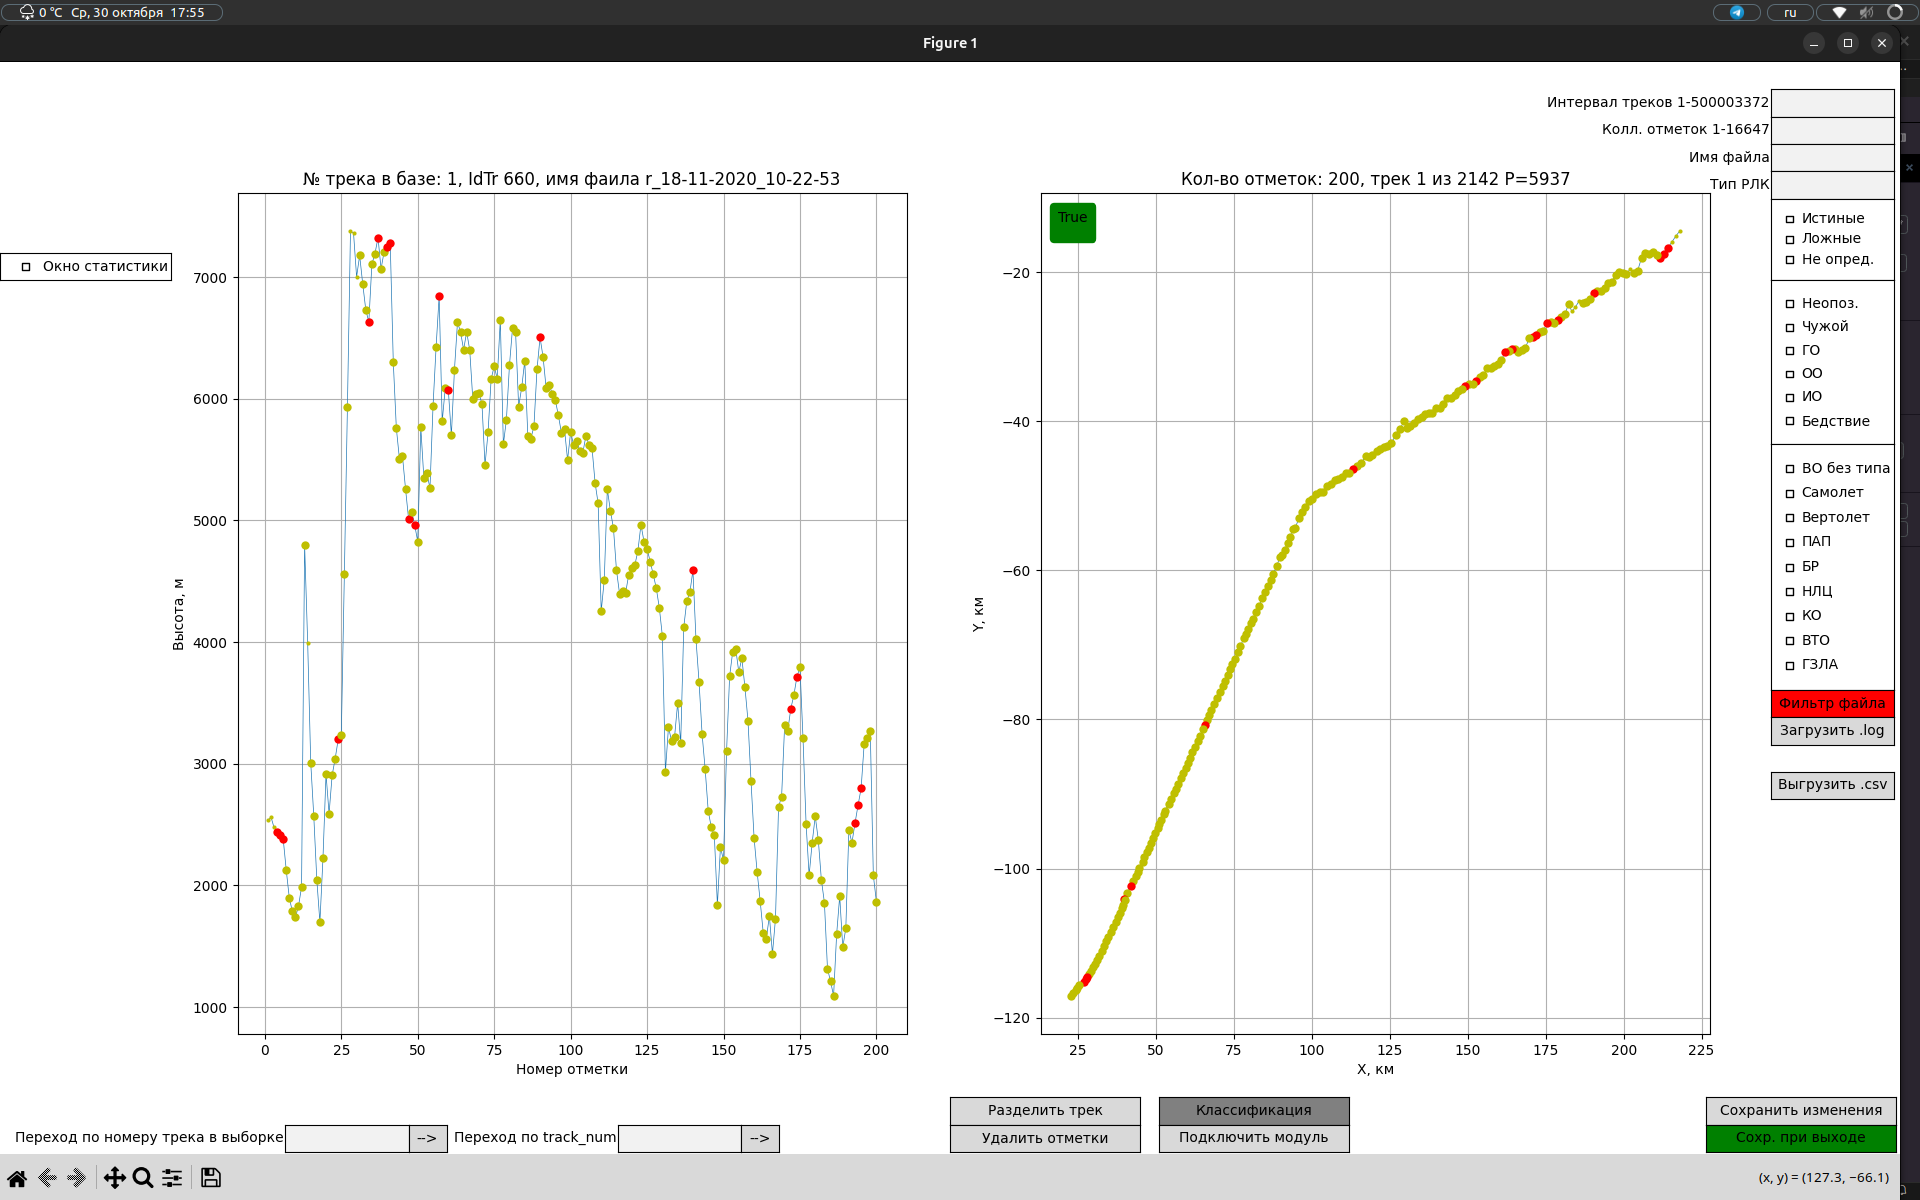 0 °C Ср, 30 октября 17:55
ru
Figure 1
Интервал треков 1-500003372
Колл. отметок 1-16647
Имя файла
Тип РЛК
№ трека в базе: 1, IdTr 660, имя фаила r_18-11-2020_10-22-53
Кол-во отметок: 200, трек 1 из 2142 P=5937
True
Окно статистики
Истиные
Ложные
Не опред.
Неопоз.
Чужой
ГО
ОО
ИО
Бедствие
ВО без типа
Самолет
Вертолет
ПАП
БР
НЛЦ
КО
ВТО
ГЗЛА
Фильтр файла
Загрузить .log
Выгрузить .csv
Высота, м
7000
6000
5000
4000
3000
2000
1000
0 25 50 75 100 125 150 175 200
Номер отметки
Y, км
−20
−40
−60
−80
−100
−120
25 50 75 100 125 150 175 200 225
X, км
Разделить трек
Удалить отметки
Классификация
Подключить модуль
Сохранить изменения
Сохр. при выходе
Переход по номеру трека в выборке
-->
Переход по track_num
-->
(x, y) = (127.3, −66.1)